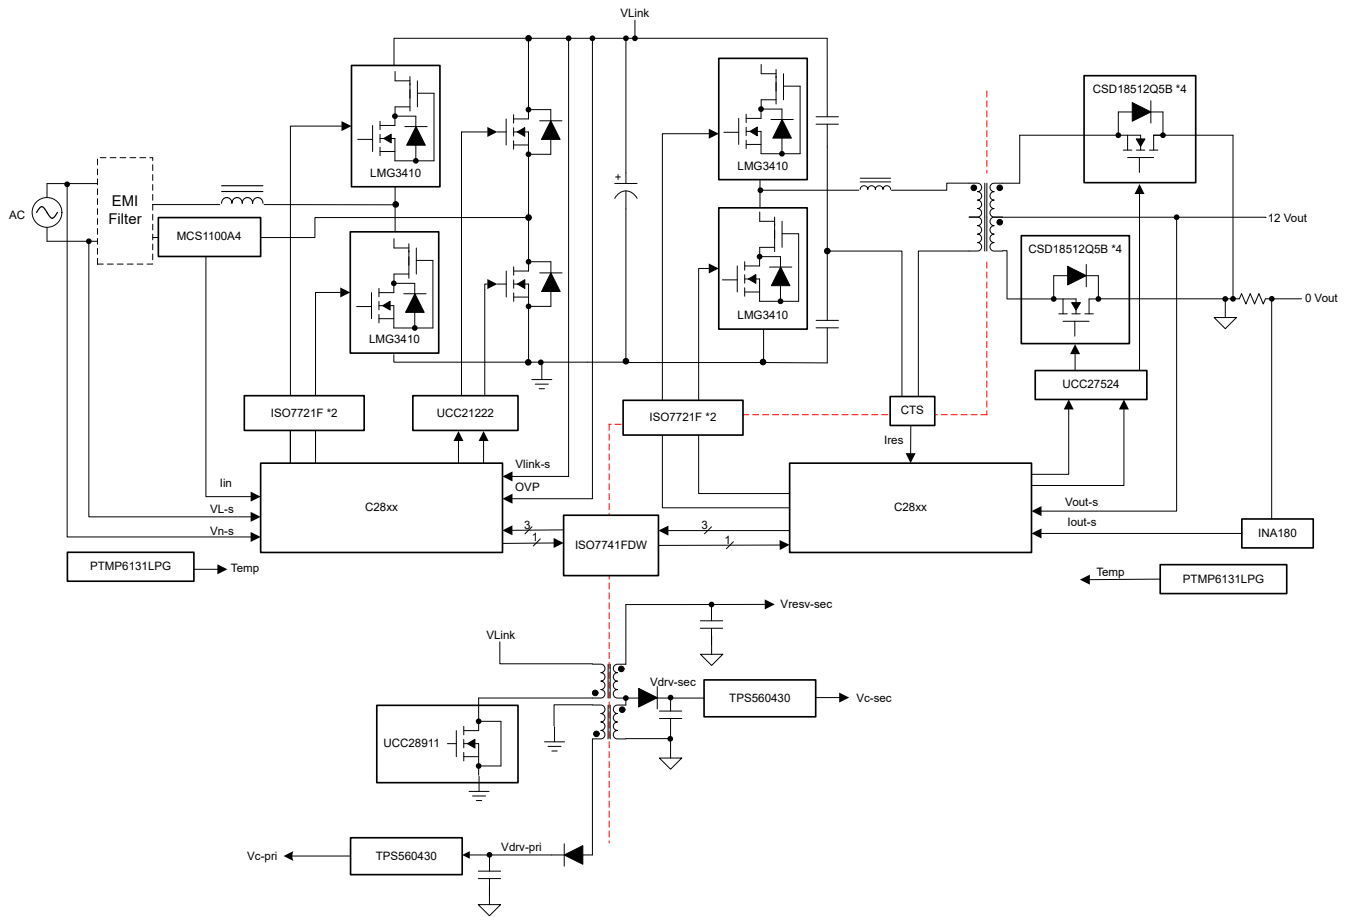 VLink
CSD18512Q5B *4
LMG3410
LMG3410
EMI
Filter
AC
MCS1100A4
12 Vout
CSD18512Q5B *4
+
0 Vout
LMG3410
LMG3410
UCC27524
ISO7721F *2
UCC21222
ISO7721F *2
CTS
Ires
Vlink-s
Iin
OVP
C28xx
C28xx
VL-s
Vn-s
Vout-s
Iout-s
3
1
3
1
ISO7741FDW
INA180
PTMP6131LPG
Temp
Temp
PTMP6131LPG
Vresv-sec
VLink
Vdrv-sec
TPS560430
Vc-sec
UCC28911
Vdrv-pri
Vc-pri
TPS560430